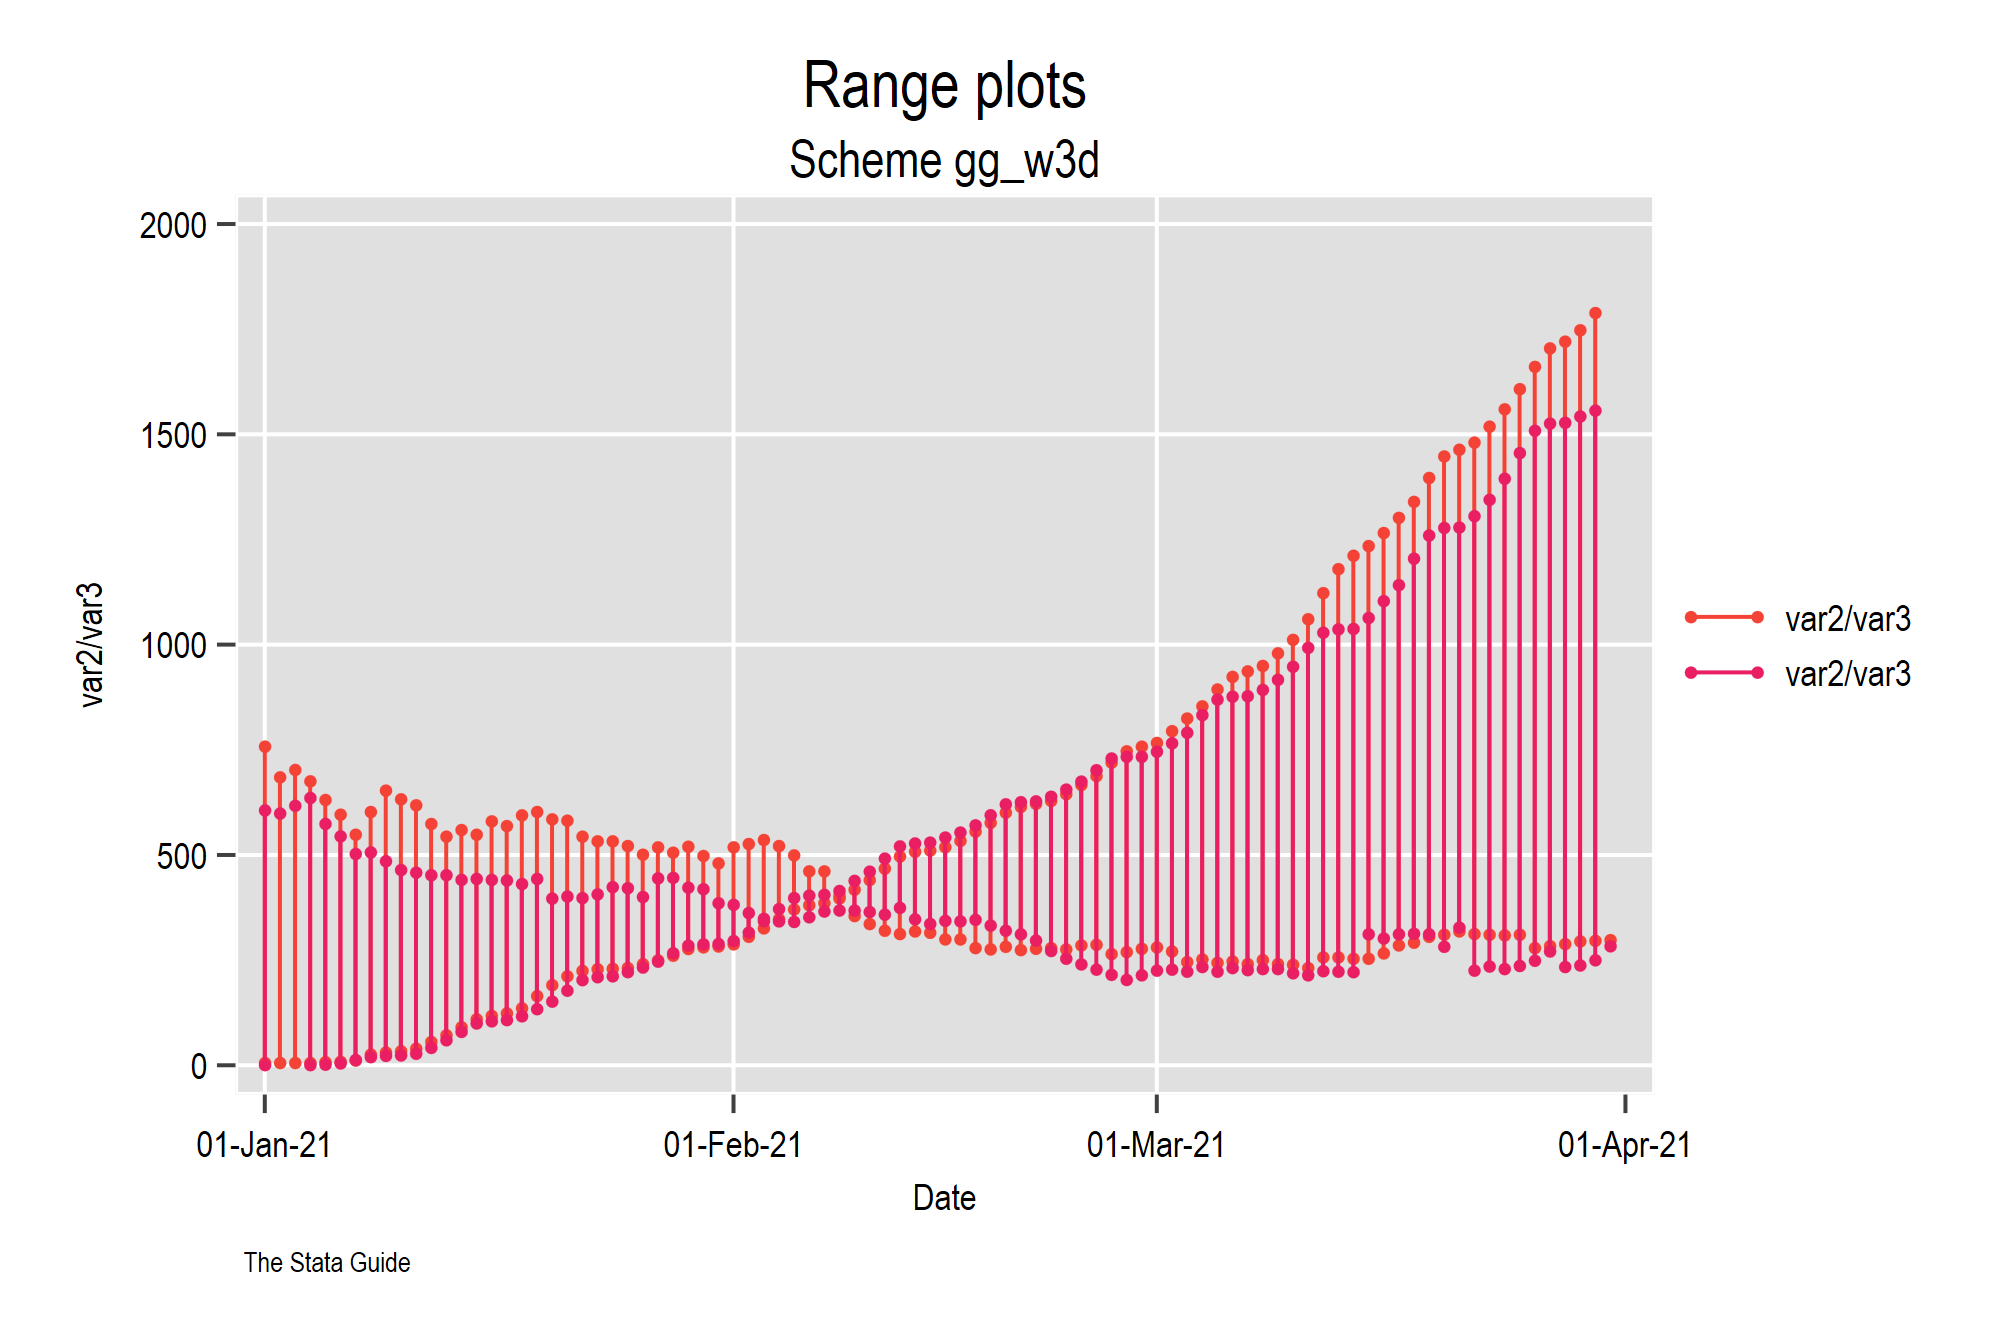 Range plots
Scheme gg_w3d
2000
1500
1000
500
0
var2/var3
var2/var3
var2/var3
01-Jan-21
01-Feb-21
01-Mar-21
01-Apr-21
Date
The Stata Guide